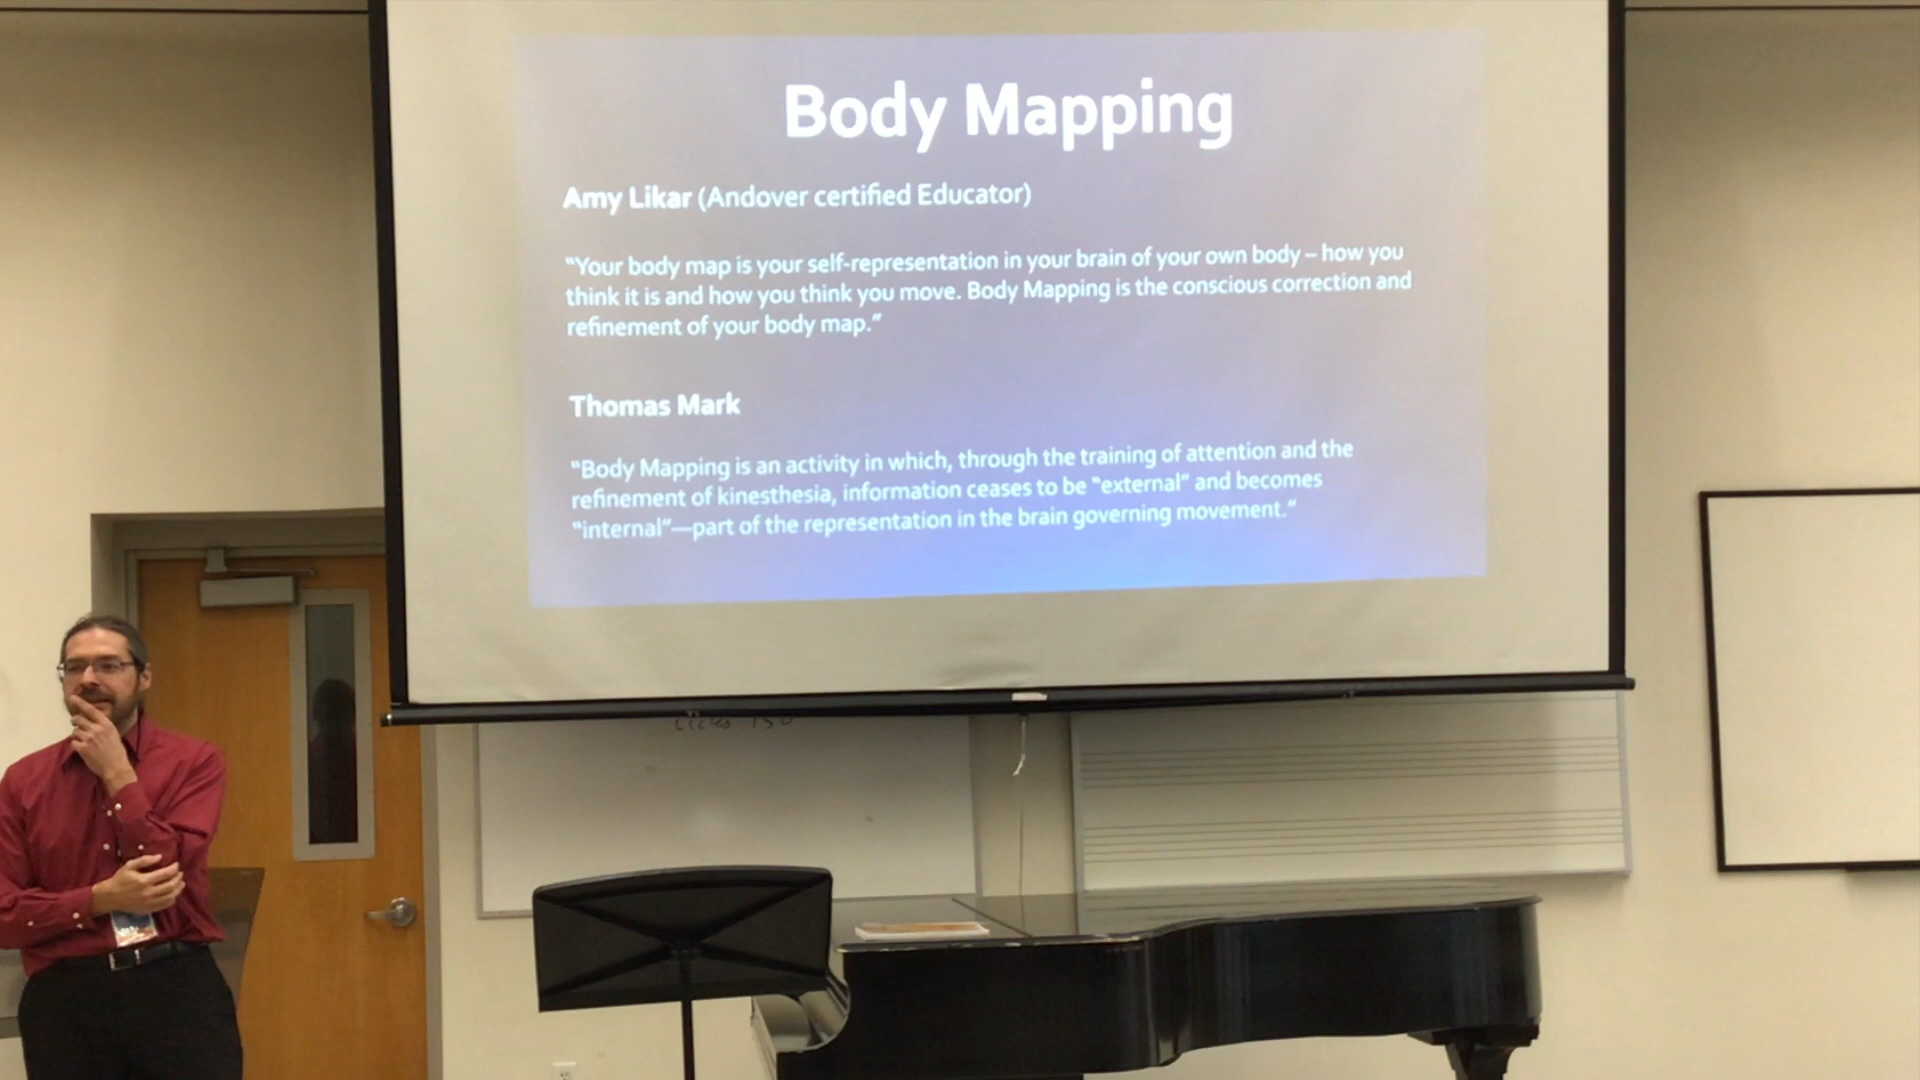 Body Mapping
Amy Likar (Andover certified Educator)
“Your body map is your self-representation in your brain of your own body – how you
think it is and how you think you move. Body Mapping is the conscious correction and
refinement of your body map.”
Thomas Mark
“Body Mapping is an activity in which, through the training of attention and the
refinement of kinesthesia, information ceases to be “external” and becomes
“internal”—part of the representation in the brain governing movement.”